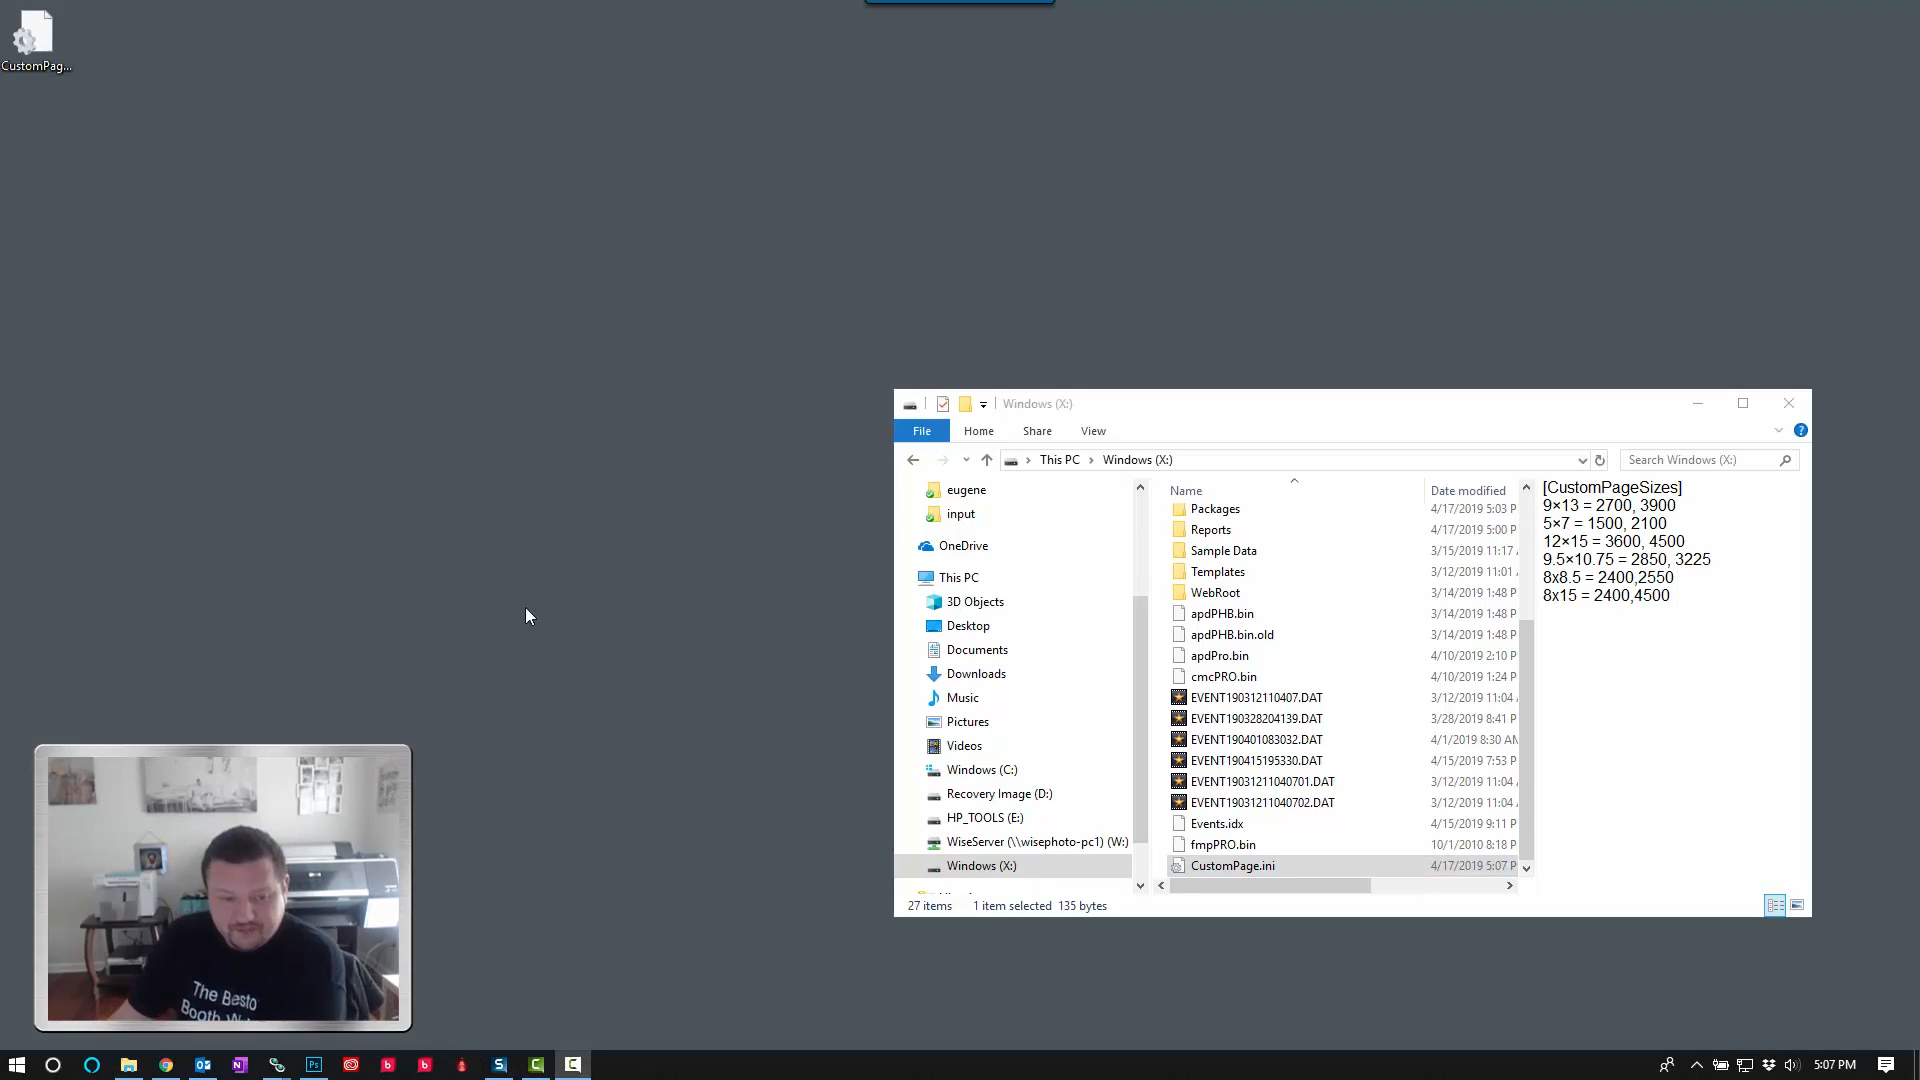 CustomPag...
Windows (X:)
File
Home
Share
View
This PC
Windows (X:)
Search Windows (X:)
eugene
input
OneDrive
This PC
3D Objects
Desktop
Documents
Downloads
Music
Pictures
Videos
Windows (C:)
Recovery Image (D:)
HP_TOOLS (E:)
WiseServer (\\wisephoto-pc1) (W:)
Windows (X:)
Name Date modified
Packages 4/17/2019 5:03 P
Reports 4/17/2019 5:00 P
Sample Data 3/15/2019 11:17
Templates 3/12/2019 11:01
WebRoot 3/14/2019 1:48 P
apdPHB.bin 3/14/2019 1:48 P
apdPHB.bin.old 3/14/2019 1:48 P
apdPro.bin 4/10/2019 2:10 P
cmcPRO.bin 4/10/2019 1:24 P
EVENT190312110407.DAT 3/12/2019 11:04
EVENT190328204139.DAT 3/28/2019 8:41 P
EVENT190401083032.DAT 4/1/2019 8:30 AM
EVENT190415195330.DAT 4/15/2019 7:53 P
EVENT19031211040701.DAT 3/12/2019 11:04
EVENT19031211040702.DAT 3/12/2019 11:04
Events.idx 4/15/2019 9:11 P
fmpPRO.bin 10/1/2010 8:18 P
CustomPage.ini 4/17/2019 5:07 P
[CustomPageSizes]
9×13 = 2700, 3900
5×7 = 1500, 2100
12×15 = 3600, 4500
9.5×10.75 = 2850, 3225
8x8.5 = 2400,2550
8x15 = 2400,4500
27 items 1 item selected 135 bytes
The Besto
Booth
5:07 PM